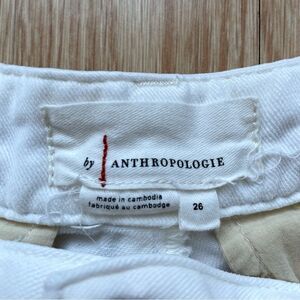 by ANTHROPOLOGIE
made in cambodia
fabriqué au cambodge
26